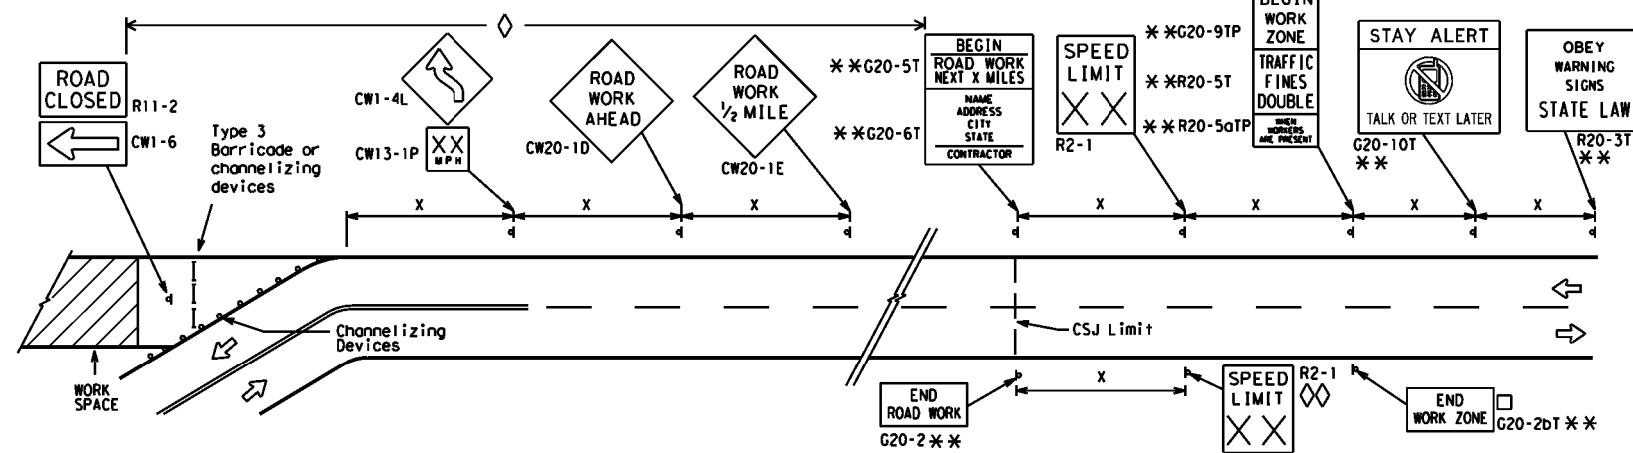 ROAD
CLOSED
R11-2
CW1-6
Type 3
Barricade or
channelizing
devices
CW1-4L
CW13-1P
XX
MPH
ROAD
WORK
AHEAD
CW20-1D
ROAD
WORK
1/2 MILE
CW20-1E
* *G20-5T
* *G20-6T
BEGIN
ROAD WORK
NEXT X MILES
NAME
ADDRESS
CITY
STATE
CONTRACTOR
SPEED
LIMIT
XX
R2-1
* *G20-9TP
* *R20-5T
* *R20-5aTP
BEGIN
WORK
ZONE
TRAFFIC
FINES
DOUBLE
WHEN
WORKERS
ARE PRESENT
STAY ALERT
TALK OR TEXT LATER
G20-10T
* *
OBEY
WARNING
SIGNS
STATE LAW
R20-3T
* *
X
X
X
X
X
X
X
Channelizing
Devices
CSJ Limit
WORK
SPACE
END
ROAD WORK
G20-2 * *
X
SPEED
LIMIT
XX
R2-1
END
WORK ZONE
G20-2bT * *